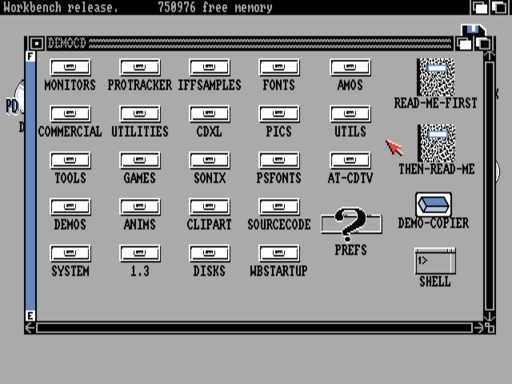 Workbench release. 750976 free memory
DEMOCD
F
MONITORS PROTRACKER IFFSAMPLES FONTS AMOS
READ-ME-FIRST
PD
COMMERCIAL UTILITIES CDXL PICS UTILS
THEN-READ-ME
TOOLS GAMES SONIX PSFONTS AT-CDTV
DEMOS ANIMS CLIPART SOURCECODE
DEMO-COPIER
PREFS
SYSTEM 1.3 DISKS WBSTARTUP
1>
SHELL
E